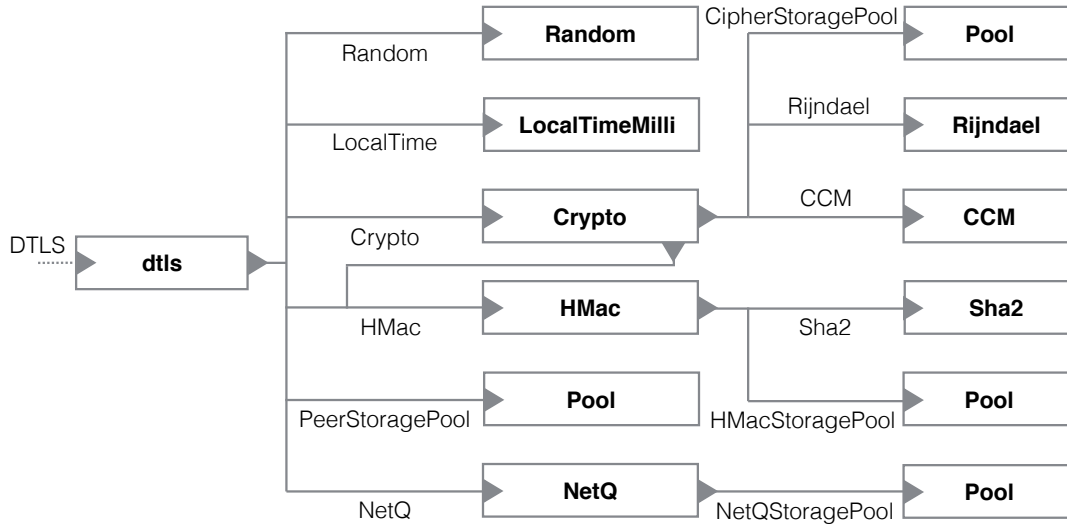 CipherStoragePool
Random
Pool
Random
Rijndael
LocalTimeMilli
Rijndael
LocalTime
CCM
Crypto
CCM
DTLS
Crypto
dtls
HMac
Sha2
HMac
Sha2
Pool
Pool
PeerStoragePool
HMacStoragePool
NetQ
Pool
NetQ
NetQStoragePool